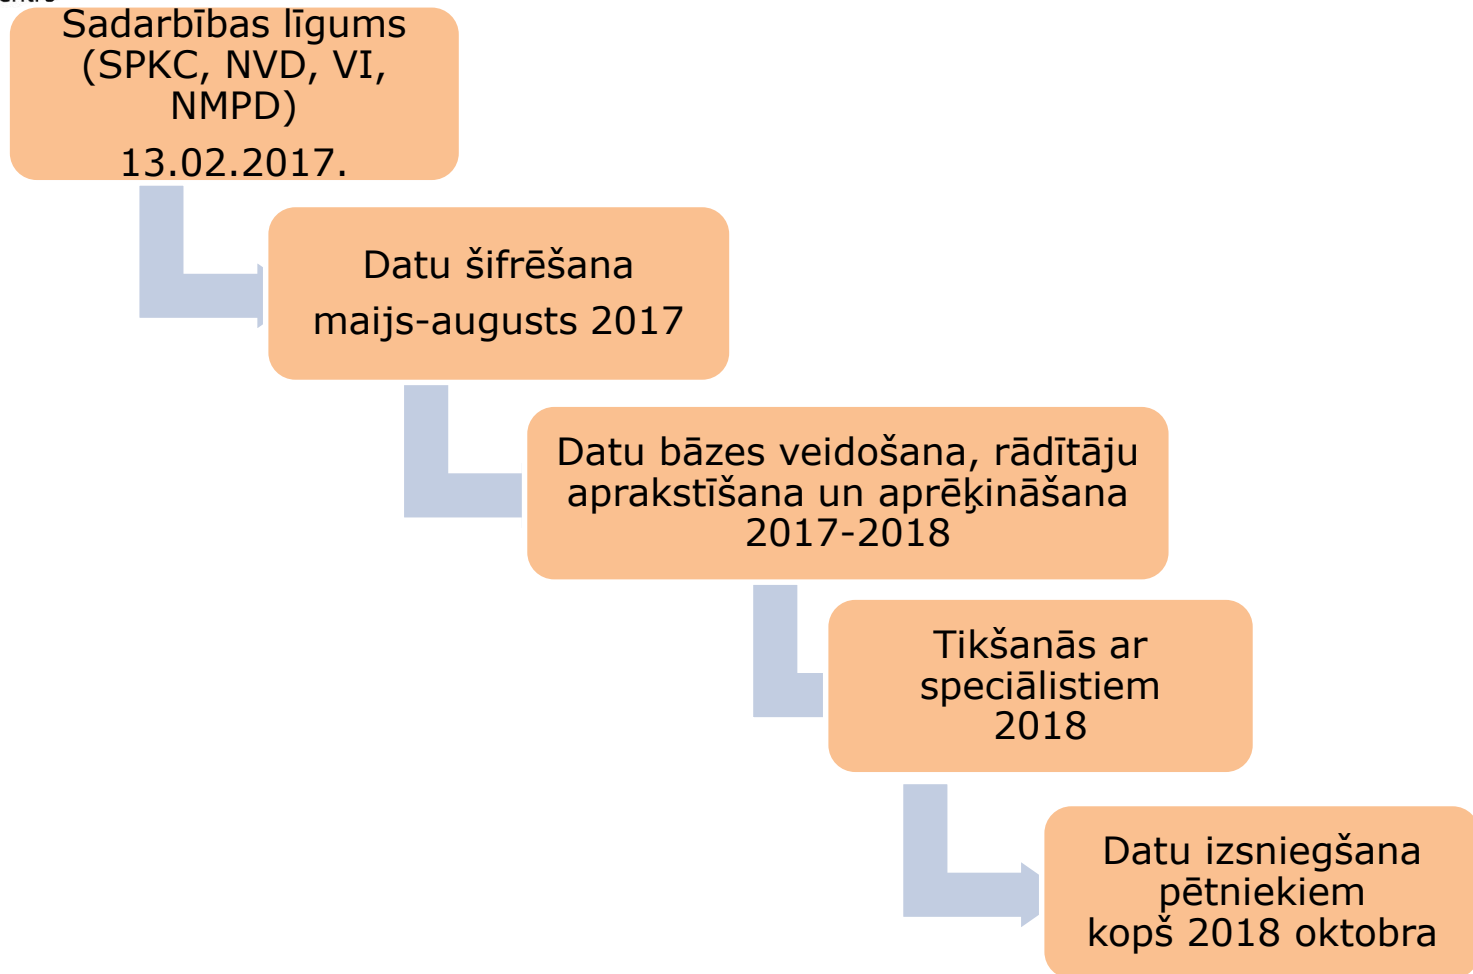 Sadarbības līgums
(SPKC, NVD, VI,
NMPD)
13.02.2017.
Datu šifrēšana
maijs-augusts 2017
Datu bāzes veidošana, rādītāju
aprakstīšana un aprēķināšana
2017-2018
Tikšanās ar
speciālistiem
2018
Datu izsniegšana
pētniekiem
kopš 2018 oktobra